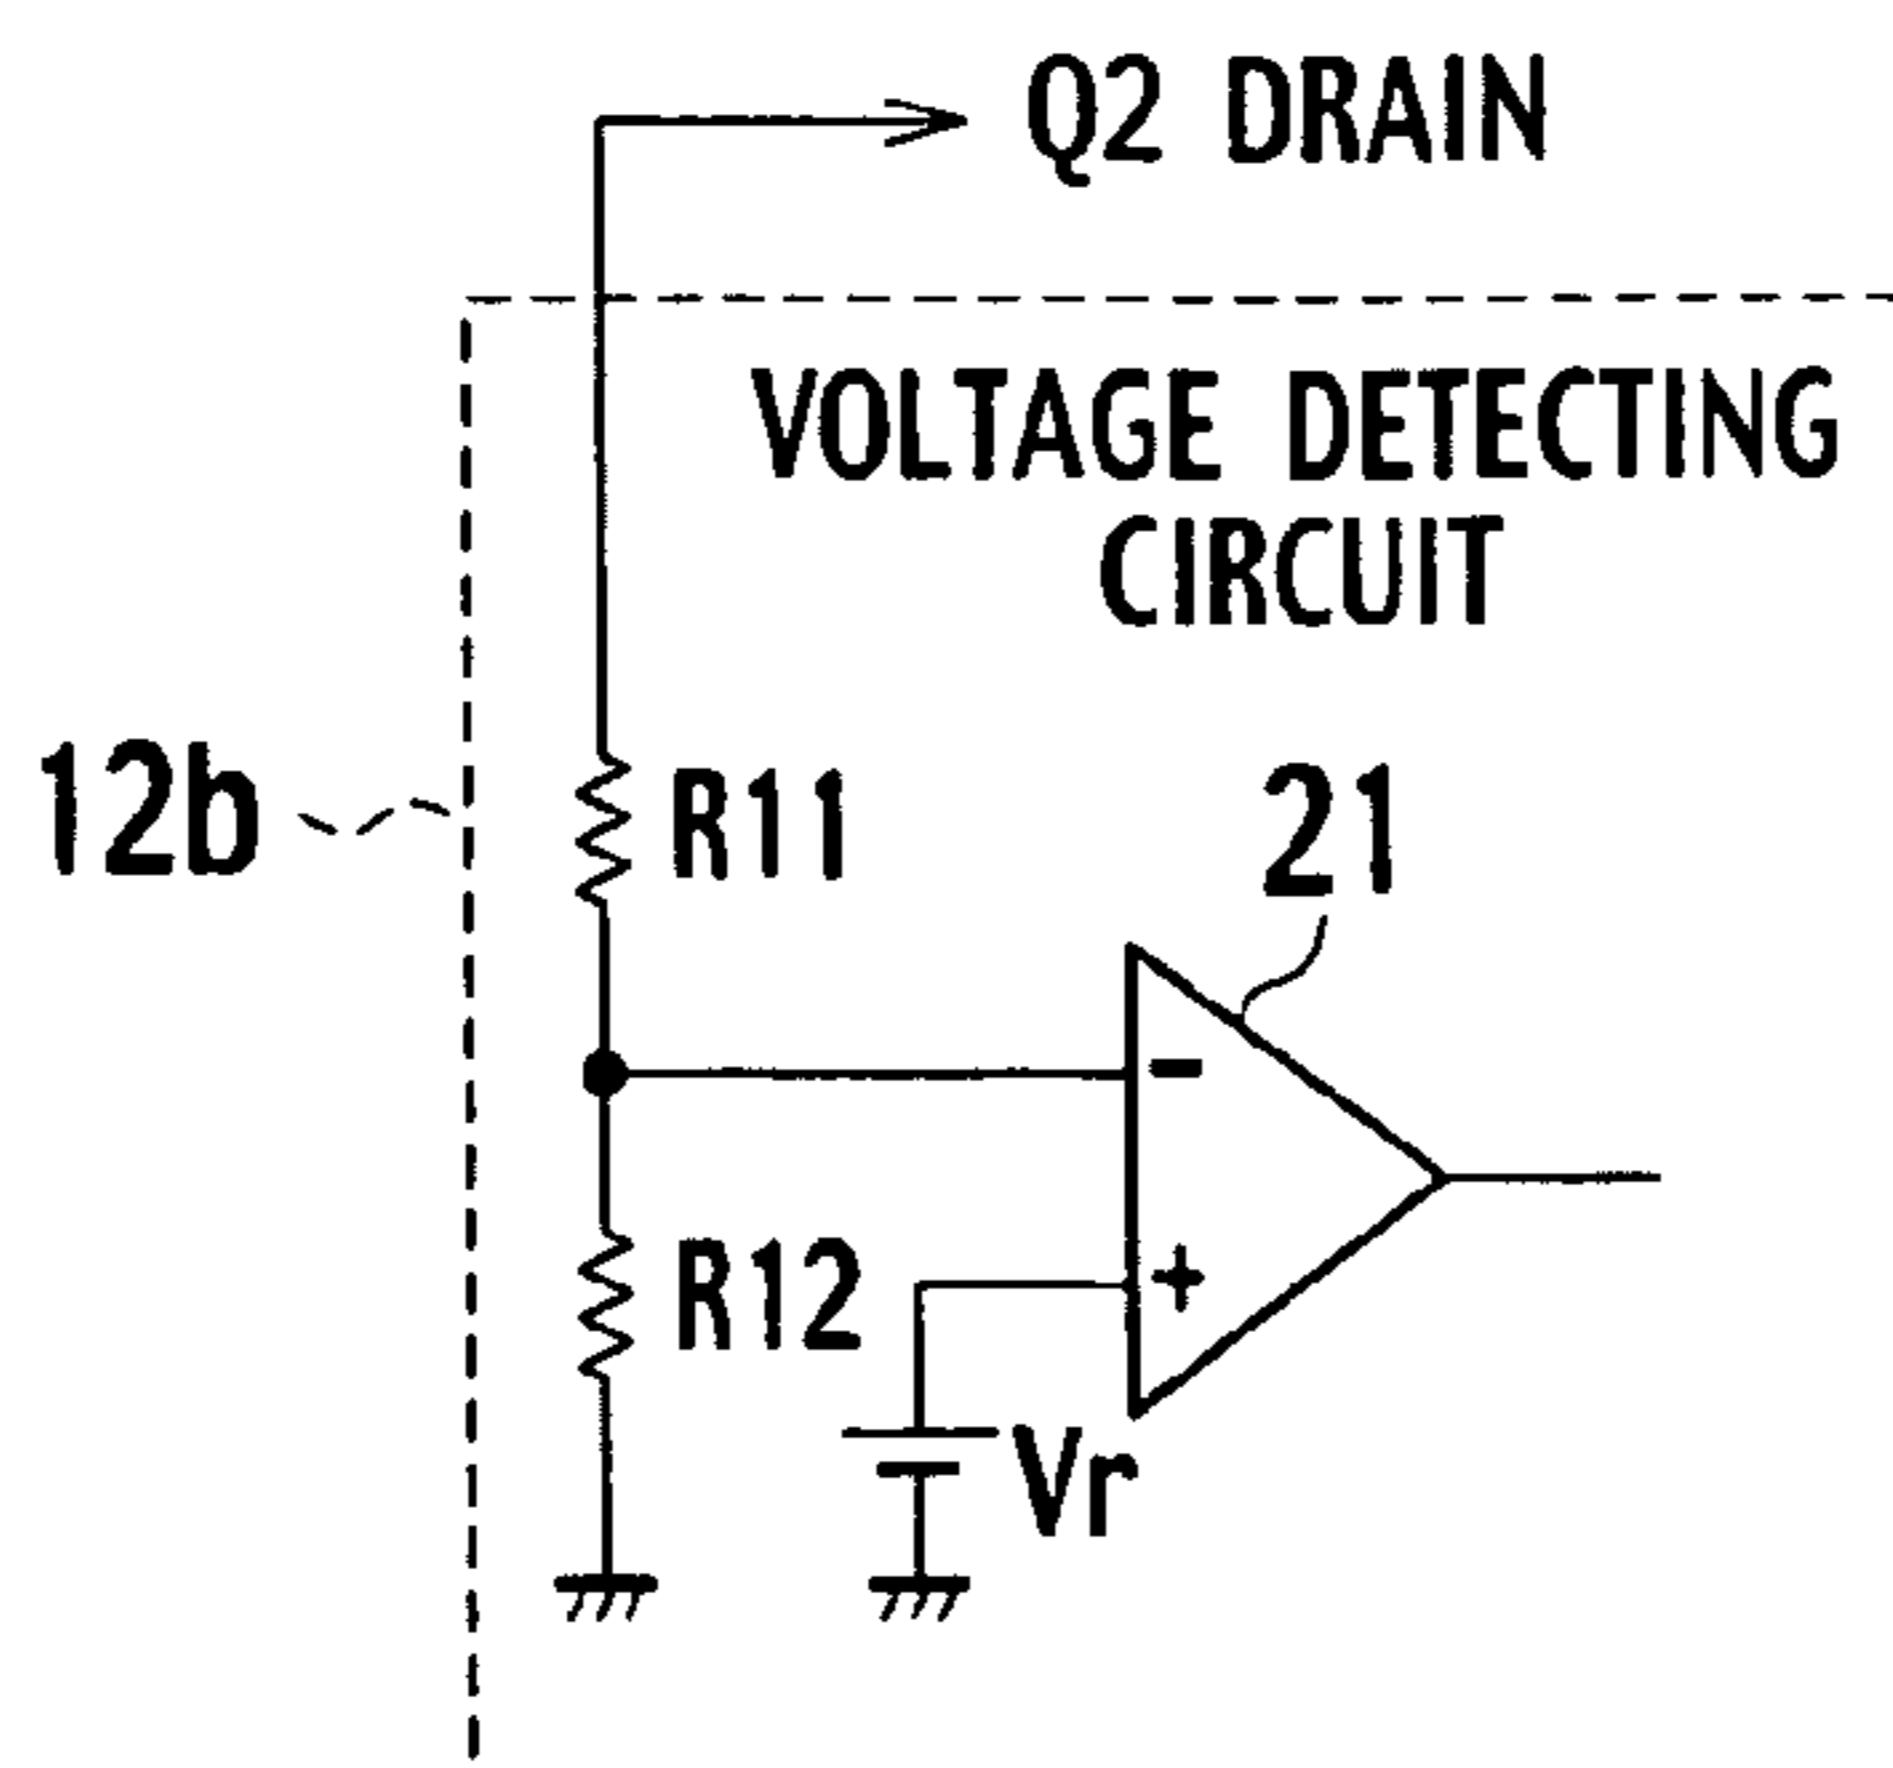 Q2 DRAIN
VOLTAGE DETECTING
CIRCUIT
12b
R11
21
-
R12
+
Vr